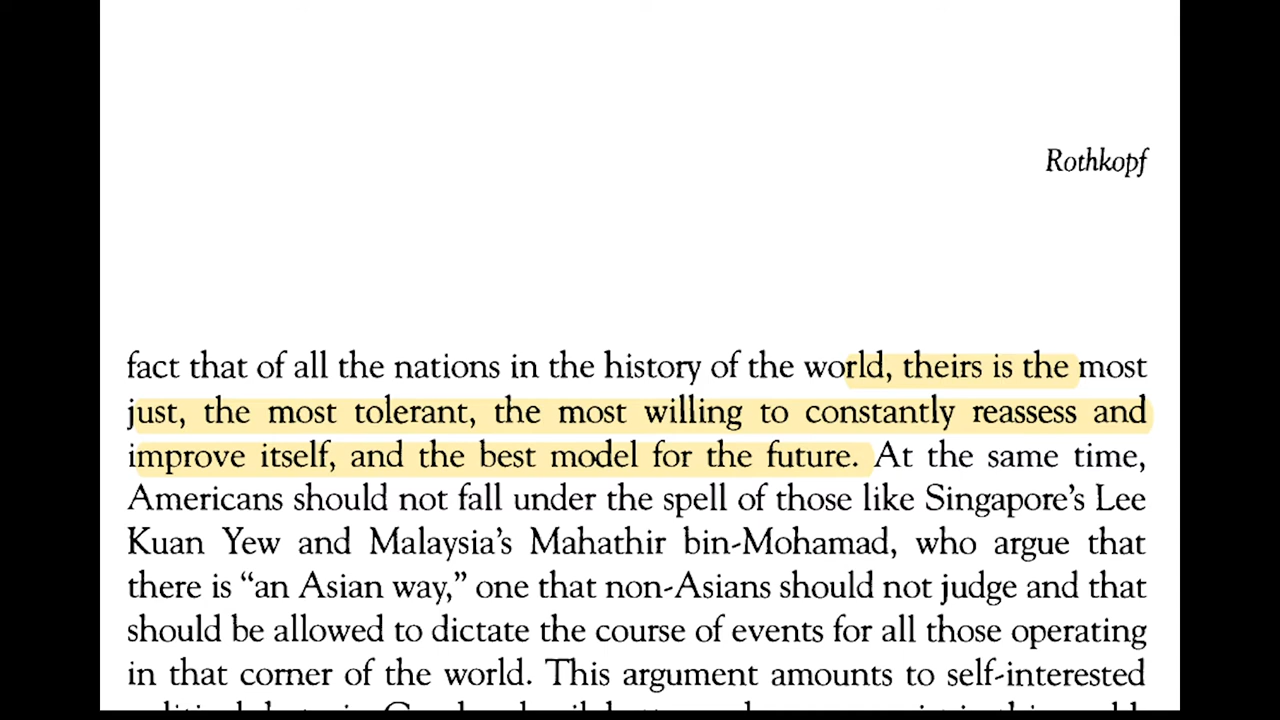 Rothkopf
fact that of all the nations in the history of the world, theirs is the most
just, the most tolerant, the most willing to constantly reassess and
improve itself, and the best model for the future. At the same time,
Americans should not fall under the spell of those like Singapore’s Lee
Kuan Yew and Malaysia’s Mahathir bin-Mohamad, who argue that
there is “an Asian way,” one that non-Asians should not judge and that
should be allowed to dictate the course of events for all those operating
in that corner of the world. This argument amounts to self-interested